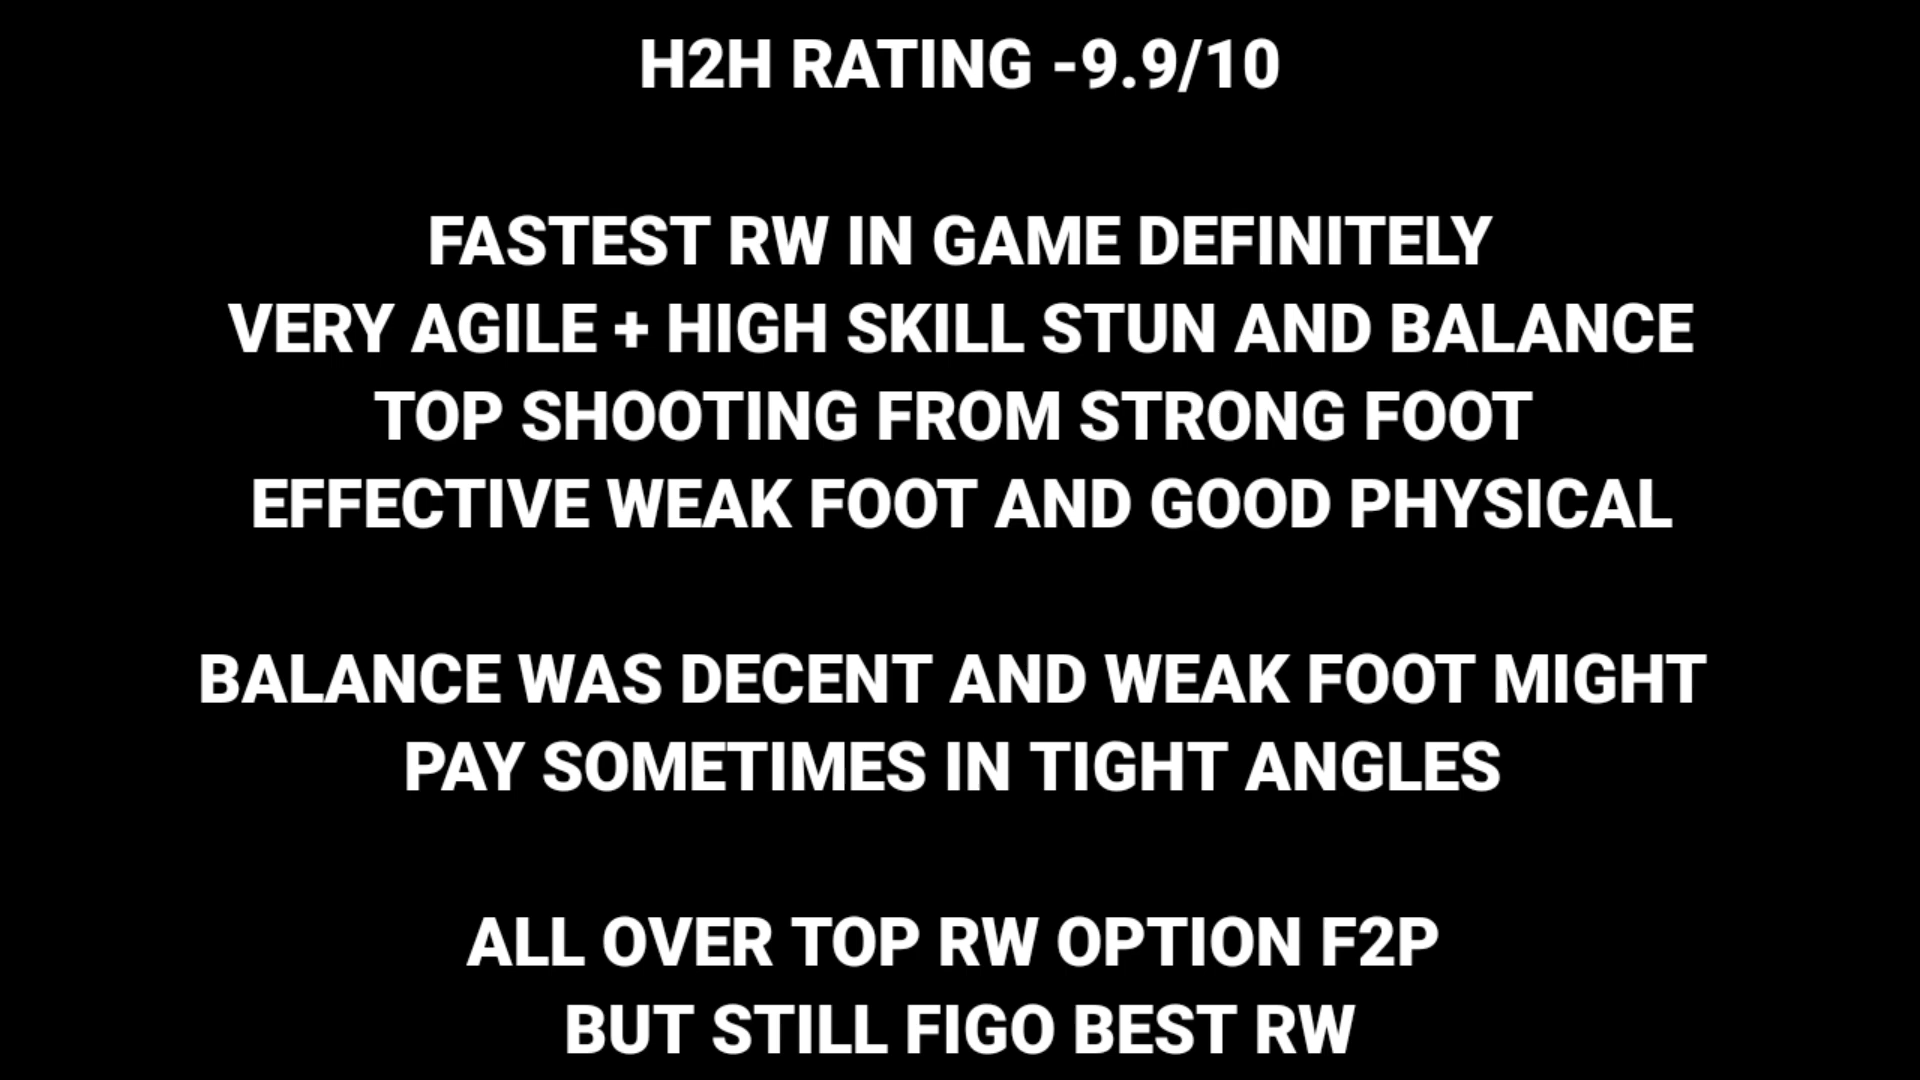 H2H RATING -9.9/10
FASTEST RW IN GAME DEFINITELY
VERY AGILE + HIGH SKILL STUN AND BALANCE
TOP SHOOTING FROM STRONG FOOT
EFFECTIVE WEAK FOOT AND GOOD PHYSICAL
BALANCE WAS DECENT AND WEAK FOOT MIGHT
PAY SOMETIMES IN TIGHT ANGLES
ALL OVER TOP RW OPTION F2P
BUT STILL FIGO BEST RW